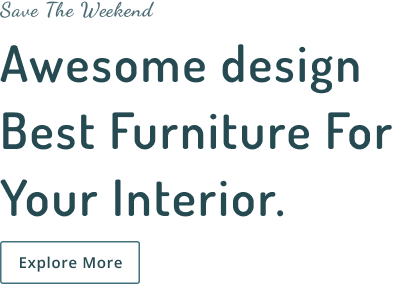 Save The Weekend
Awesome design
Best Furniture For
Your Interior.
Explore More